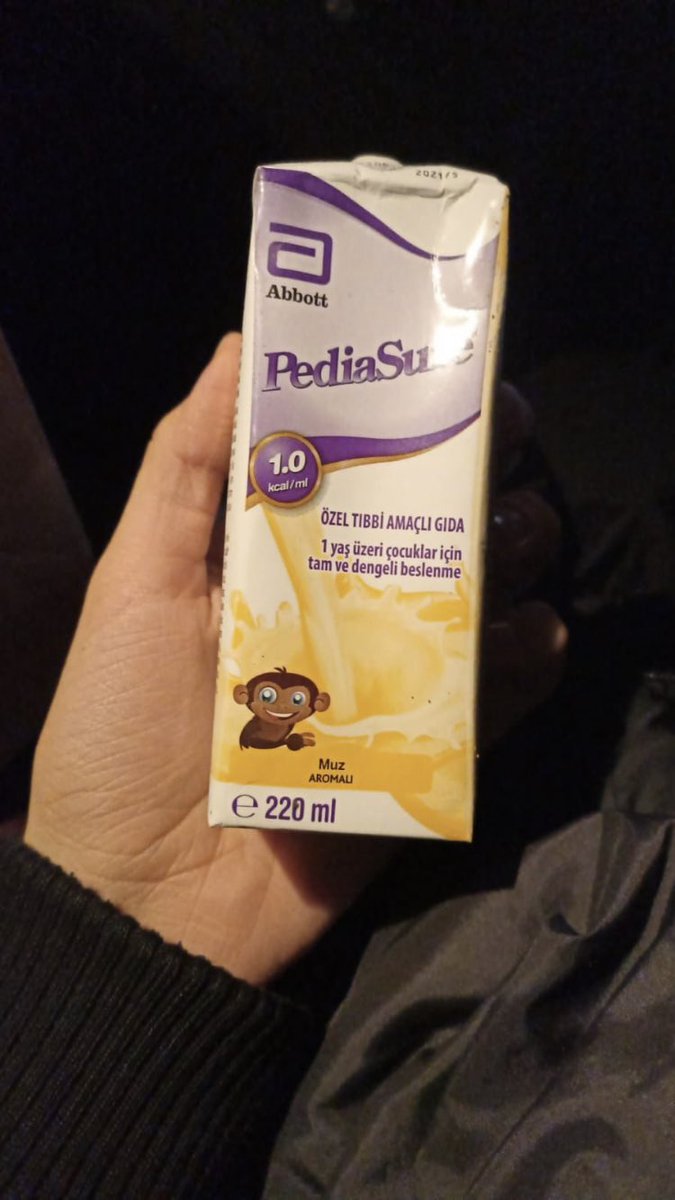 Abbott
PediaSure
1.0
kcal/ml
ÖZEL TIBBİ AMAÇLI GIDA
1 yaş üzeri çocuklar için
tam ve dengeli beslenme
Muz
AROMALI
℮ 220 ml